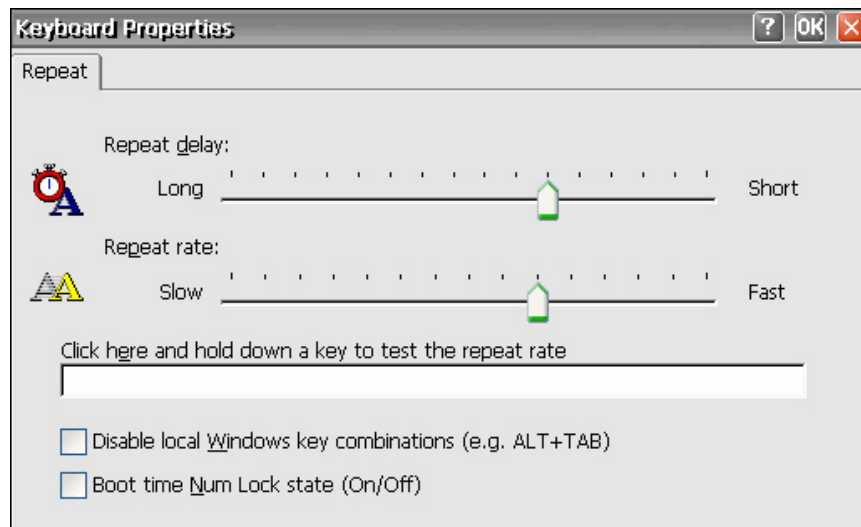 Keyboard Properties ? OK ×
Repeat
Repeat delay:
Long Short
Repeat rate:
Slow Fast
Click here and hold down a key to test the repeat rate
Disable local Windows key combinations (e.g. ALT+TAB)
Boot time Num Lock state (On/Off)